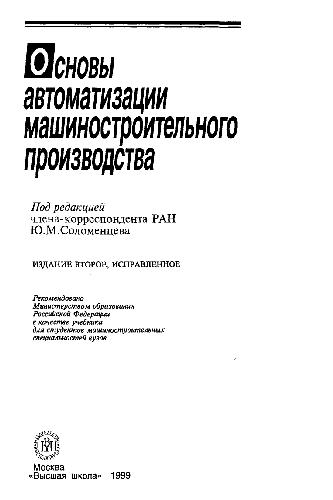 Основы
автоматизации
машиностроительного
производства
Под редакцией
члена-корреспондента РАН
Ю.М.Соломенцева
ИЗДАНИЕ ВТОРОЕ, ИСПРАВЛЕННОЕ
Рекомендовано
Министерством образования
Российской Федерации
в качестве учебника
для студентов машиностроительных
специальностей вузов
Москва
«Высшая школа» 1999